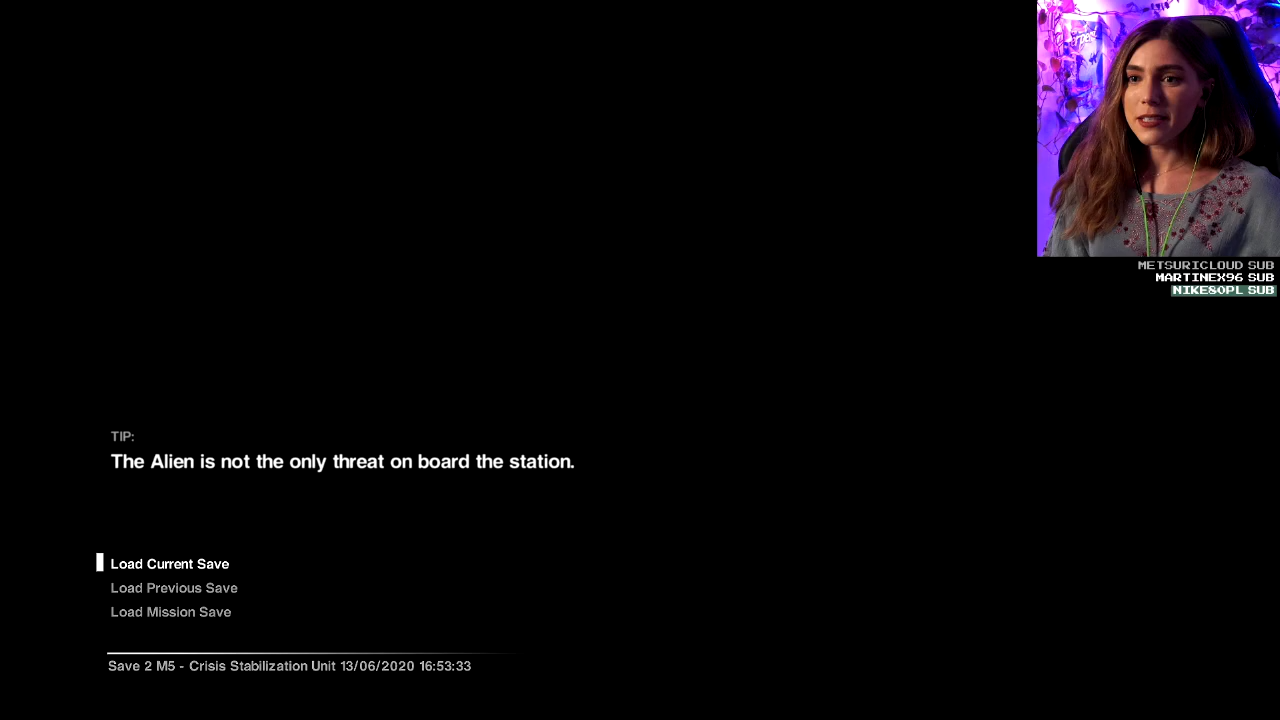 METSURICLOUD SUB
MARTINEX96 SUB
NIKE80PL SUB
TIP:
The Alien is not the only threat on board the station.
Load Current Save
Load Previous Save
Load Mission Save
Save 2 M5 - Crisis Stabilization Unit 13/06/2020 16:53:33